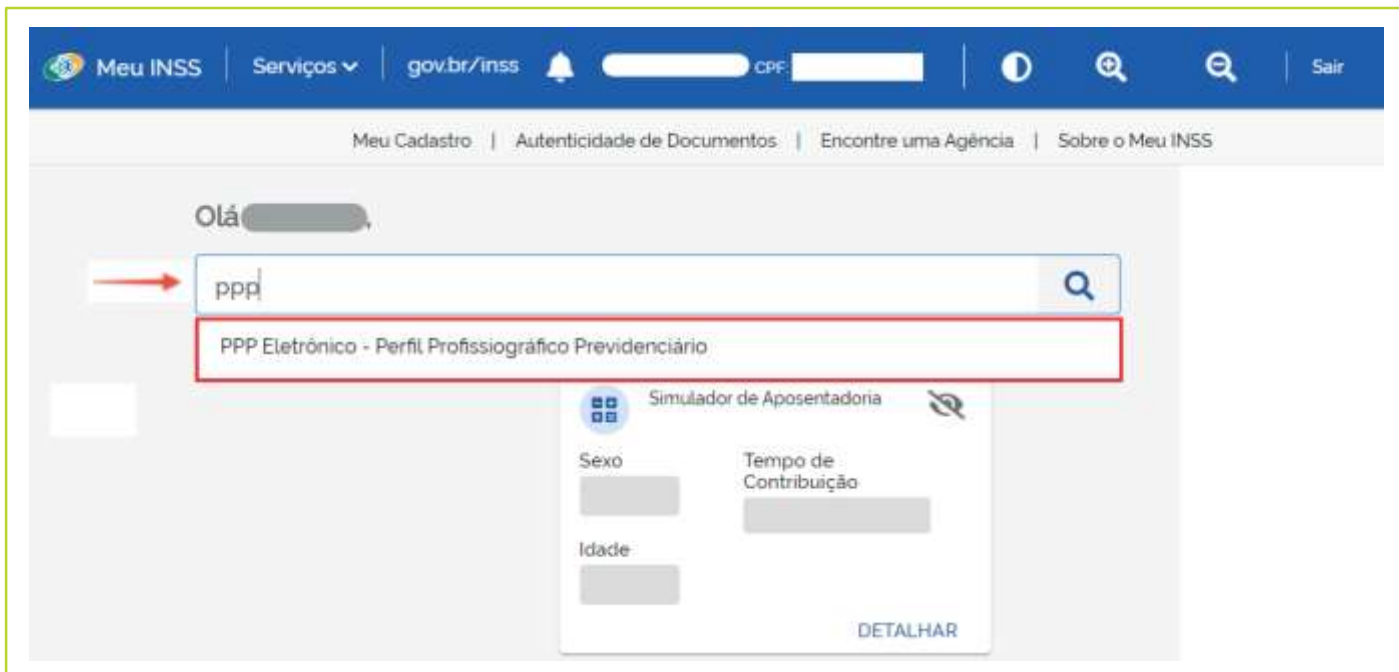 Meu INSS Serviços gov.br/inss CPF: Sair
Meu Cadastro | Autenticidade de Documentos | Encontre uma Agência | Sobre o Meu INSS
Olá ,
ppp
PPP Eletrônico - Perfil Profissiográfico Previdenciário
Simulador de Aposentadoria
Sexo
Tempo de
Contribuição
Idade
DETALHAR